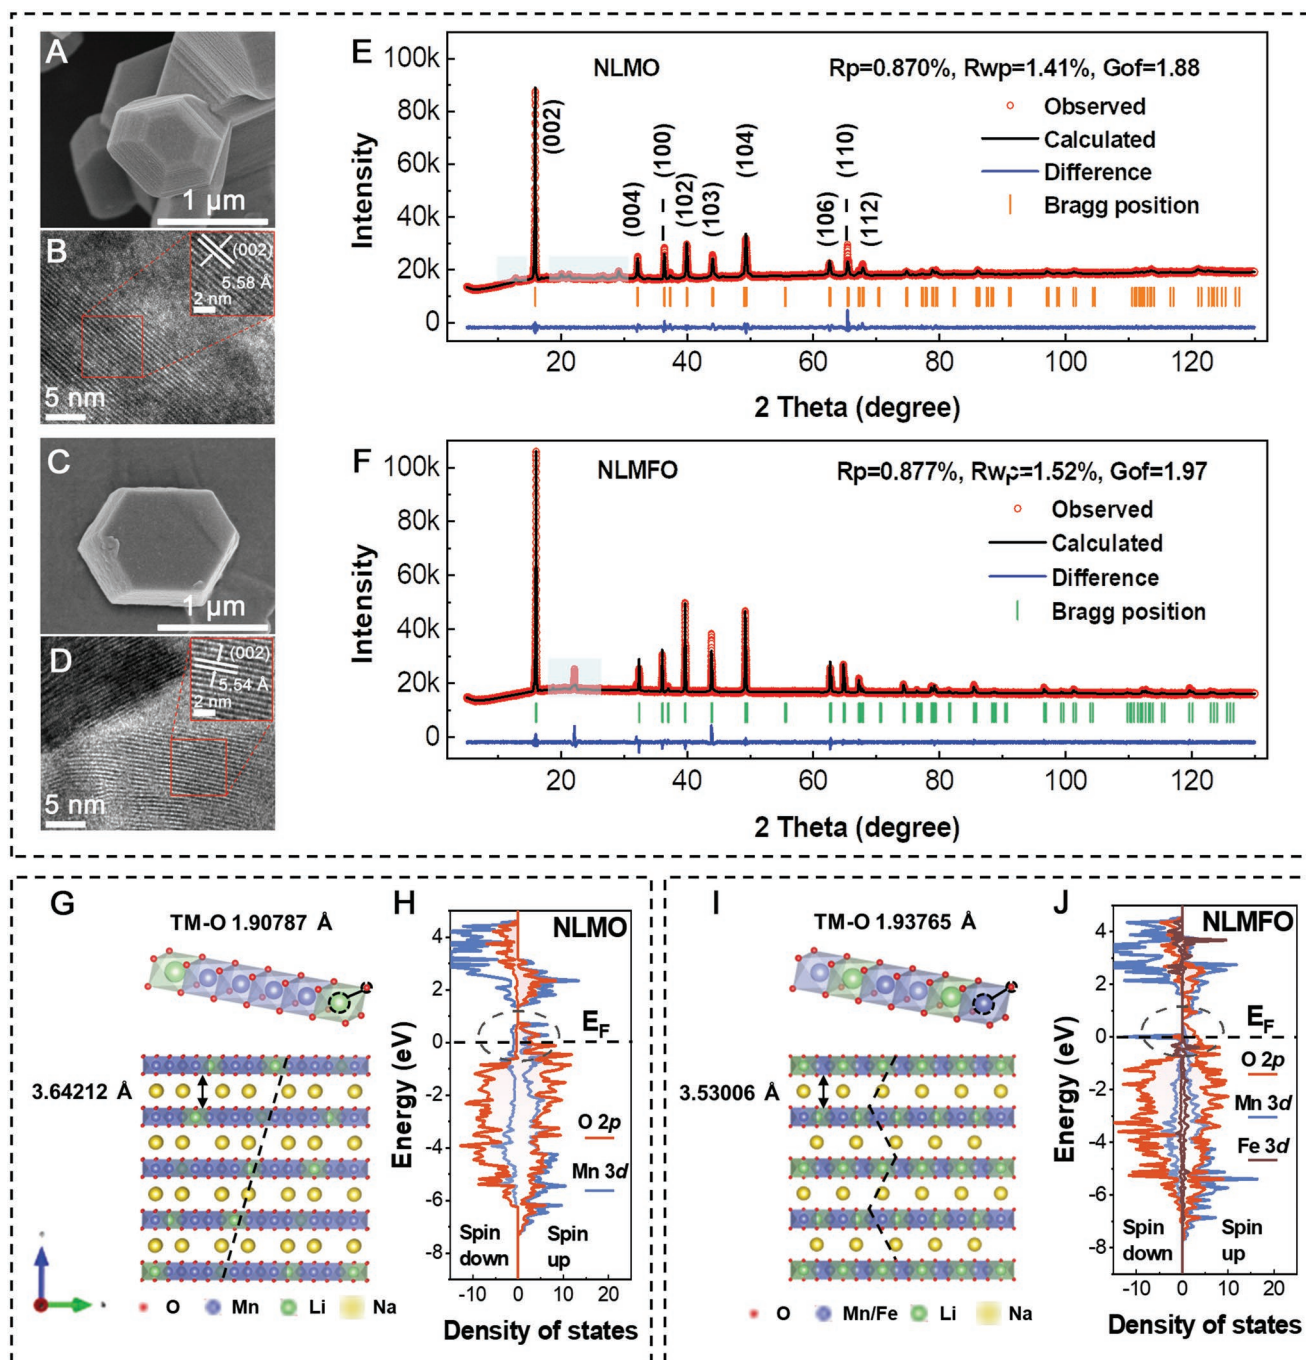 A
1 µm
B
(002)
5.58 Å
2 nm
5 nm
C
1 µm
D
(002)
5.54 Å
2 nm
5 nm
E
NLMO
Rp=0.870%, Rwp=1.41%, Gof=1.88
Observed
Calculated
Difference
Bragg position
(002)
(004)
(100)
(102)
(103)
(104)
(106)
(110)
(112)
100k
80k
60k
40k
20k
0
Intensity
20 40 60 80 100 120
2 Theta (degree)
F
NLMFO
Rp=0.877%, Rwp=1.52%, Gof=1.97
Observed
Calculated
Difference
Bragg position
100k
80k
60k
40k
20k
0
Intensity
20 40 60 80 100 120
2 Theta (degree)
G
TM-O 1.90787 Å
3.64212 Å
O Mn Li Na
H
NLMO
E_F
O 2p
Mn 3d
Spin down
Spin up
4
2
0
-2
-4
-6
-8
Energy (eV)
-10 0 10 20
Density of states
I
TM-O 1.93765 Å
3.53006 Å
O Mn/Fe Li Na
J
NLMFO
E_F
O 2p
Mn 3d
Fe 3d
Spin down
Spin up
4
2
0
-2
-4
-6
-8
Energy (eV)
-10 0 10 20
Density of states